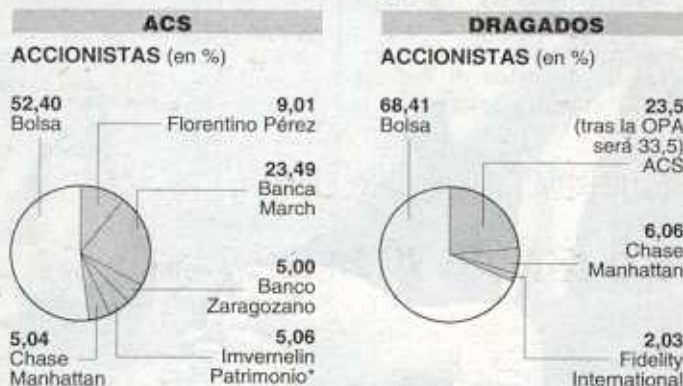 ACS
ACCIONISTAS (en %)
52,40
Bolsa
9,01
Florentino Pérez
23,49
Banca
March
5,00
Banco
Zaragozano
5,06
Imvernelin
Patrimonio*
5,04
Chase
Manhattan
DRAGADOS
ACCIONISTAS (en %)
68,41
Bolsa
23,5
(tras la OPA
será 33,5)
ACS
6,06
Chase
Manhattan
2,03
Fidelity
International